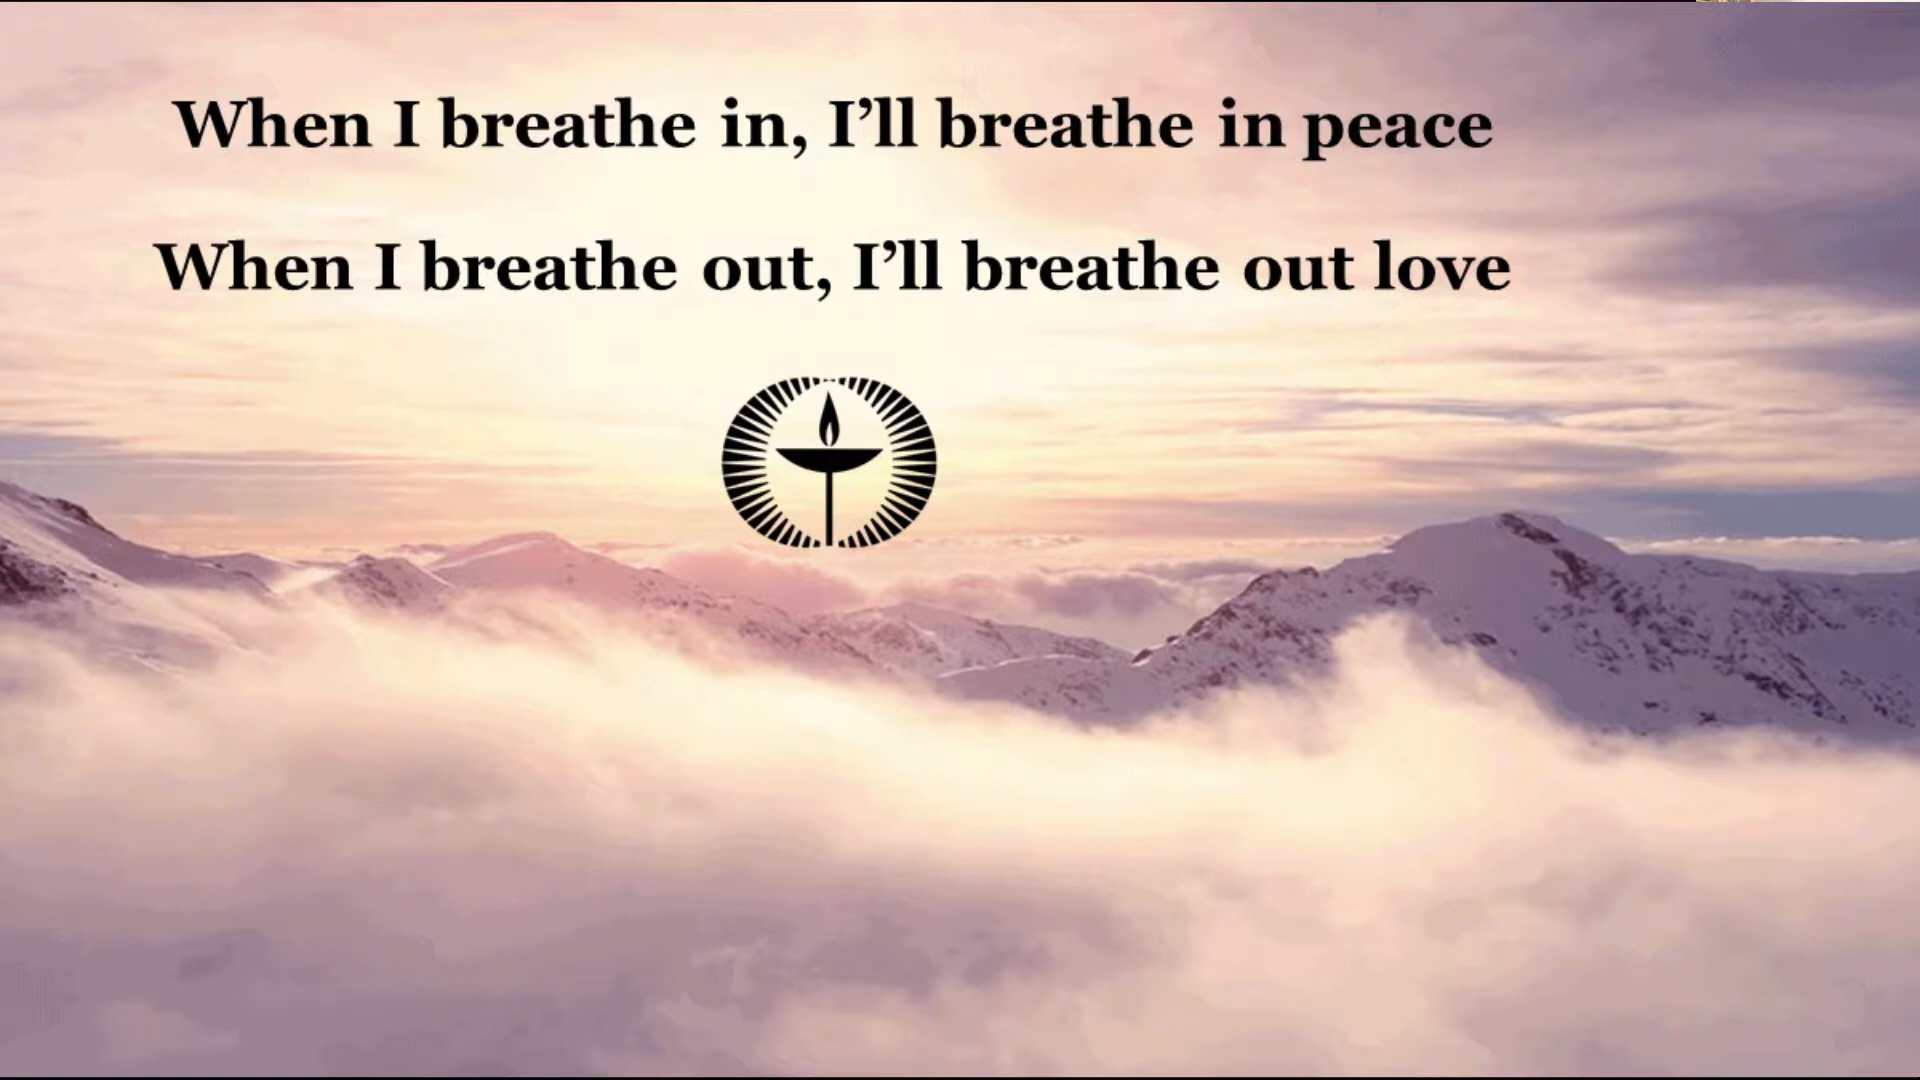 When I breathe in, I’ll breathe in peace
When I breathe out, I’ll breathe out love